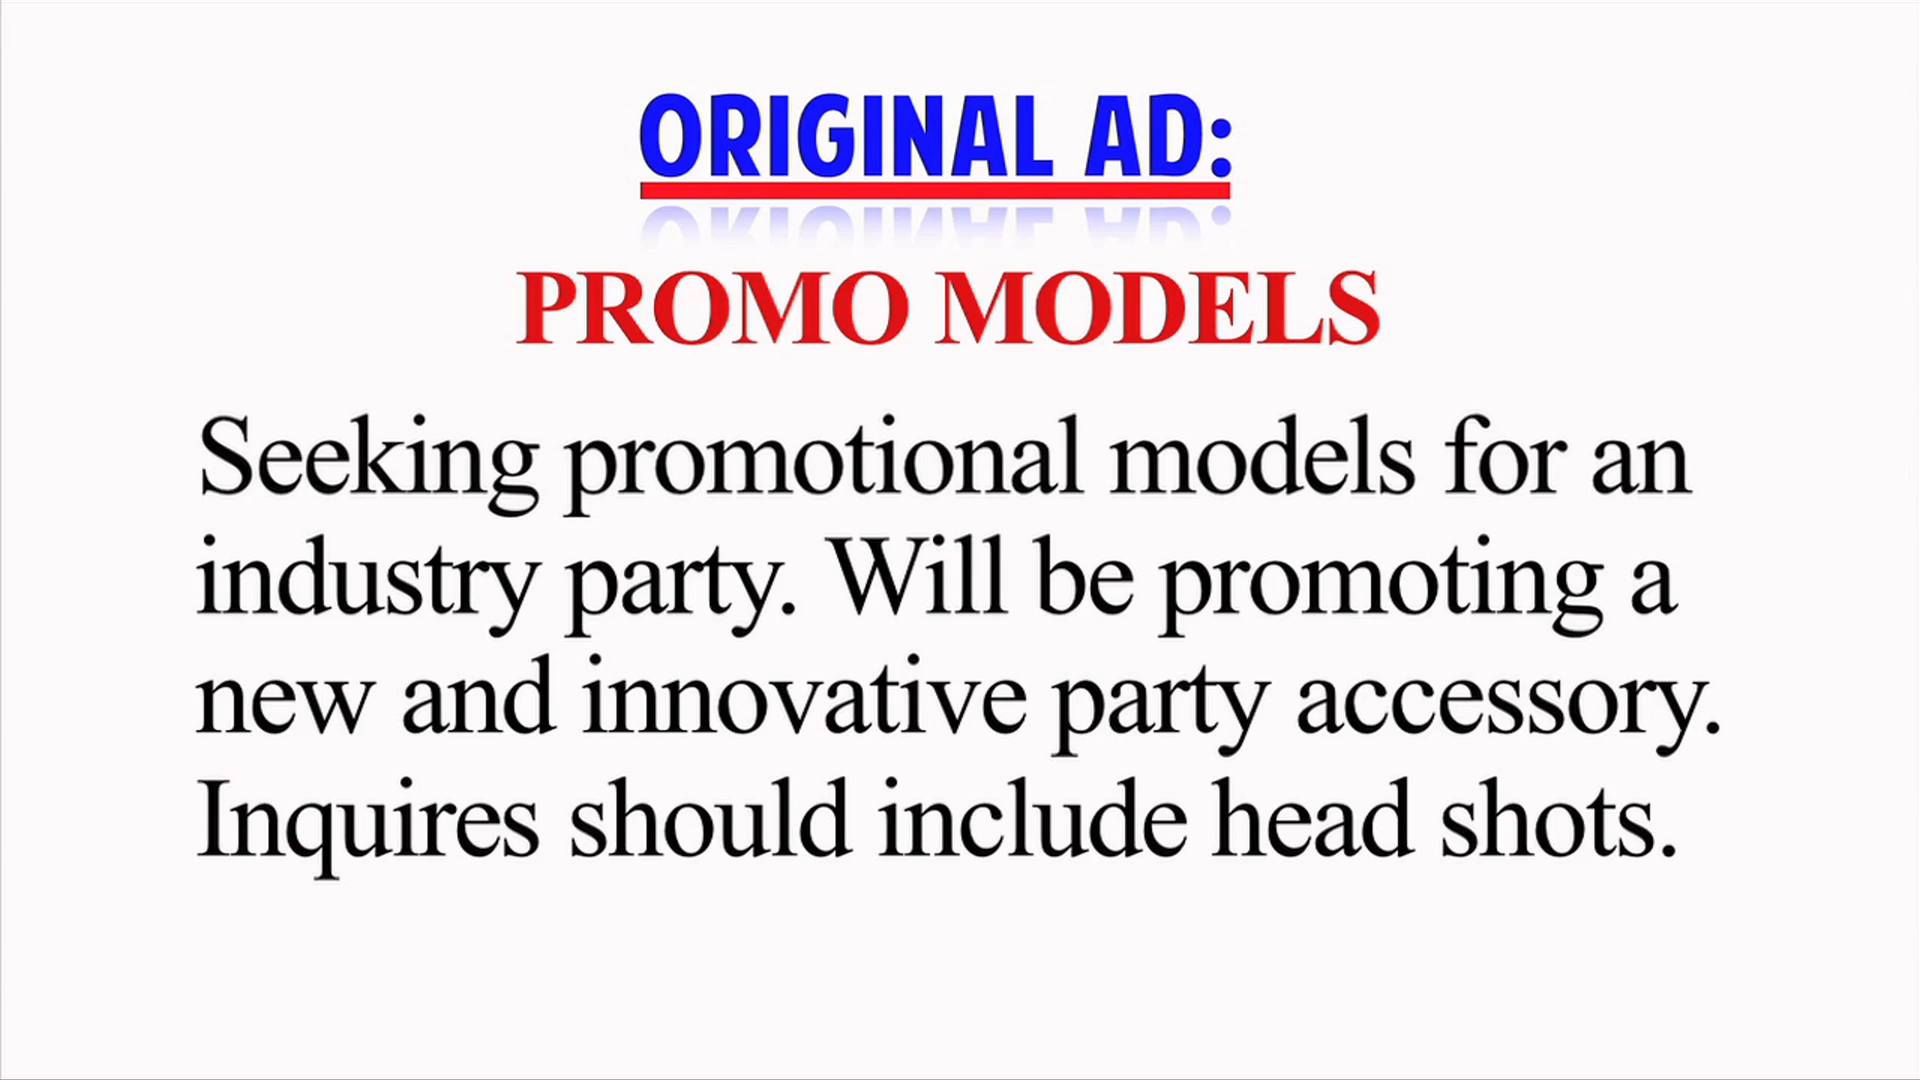 ORIGINAL AD:
PROMO MODELS
Seeking promotional models for an
industry party. Will be promoting a
new and innovative party accessory.
Inquires should include head shots.